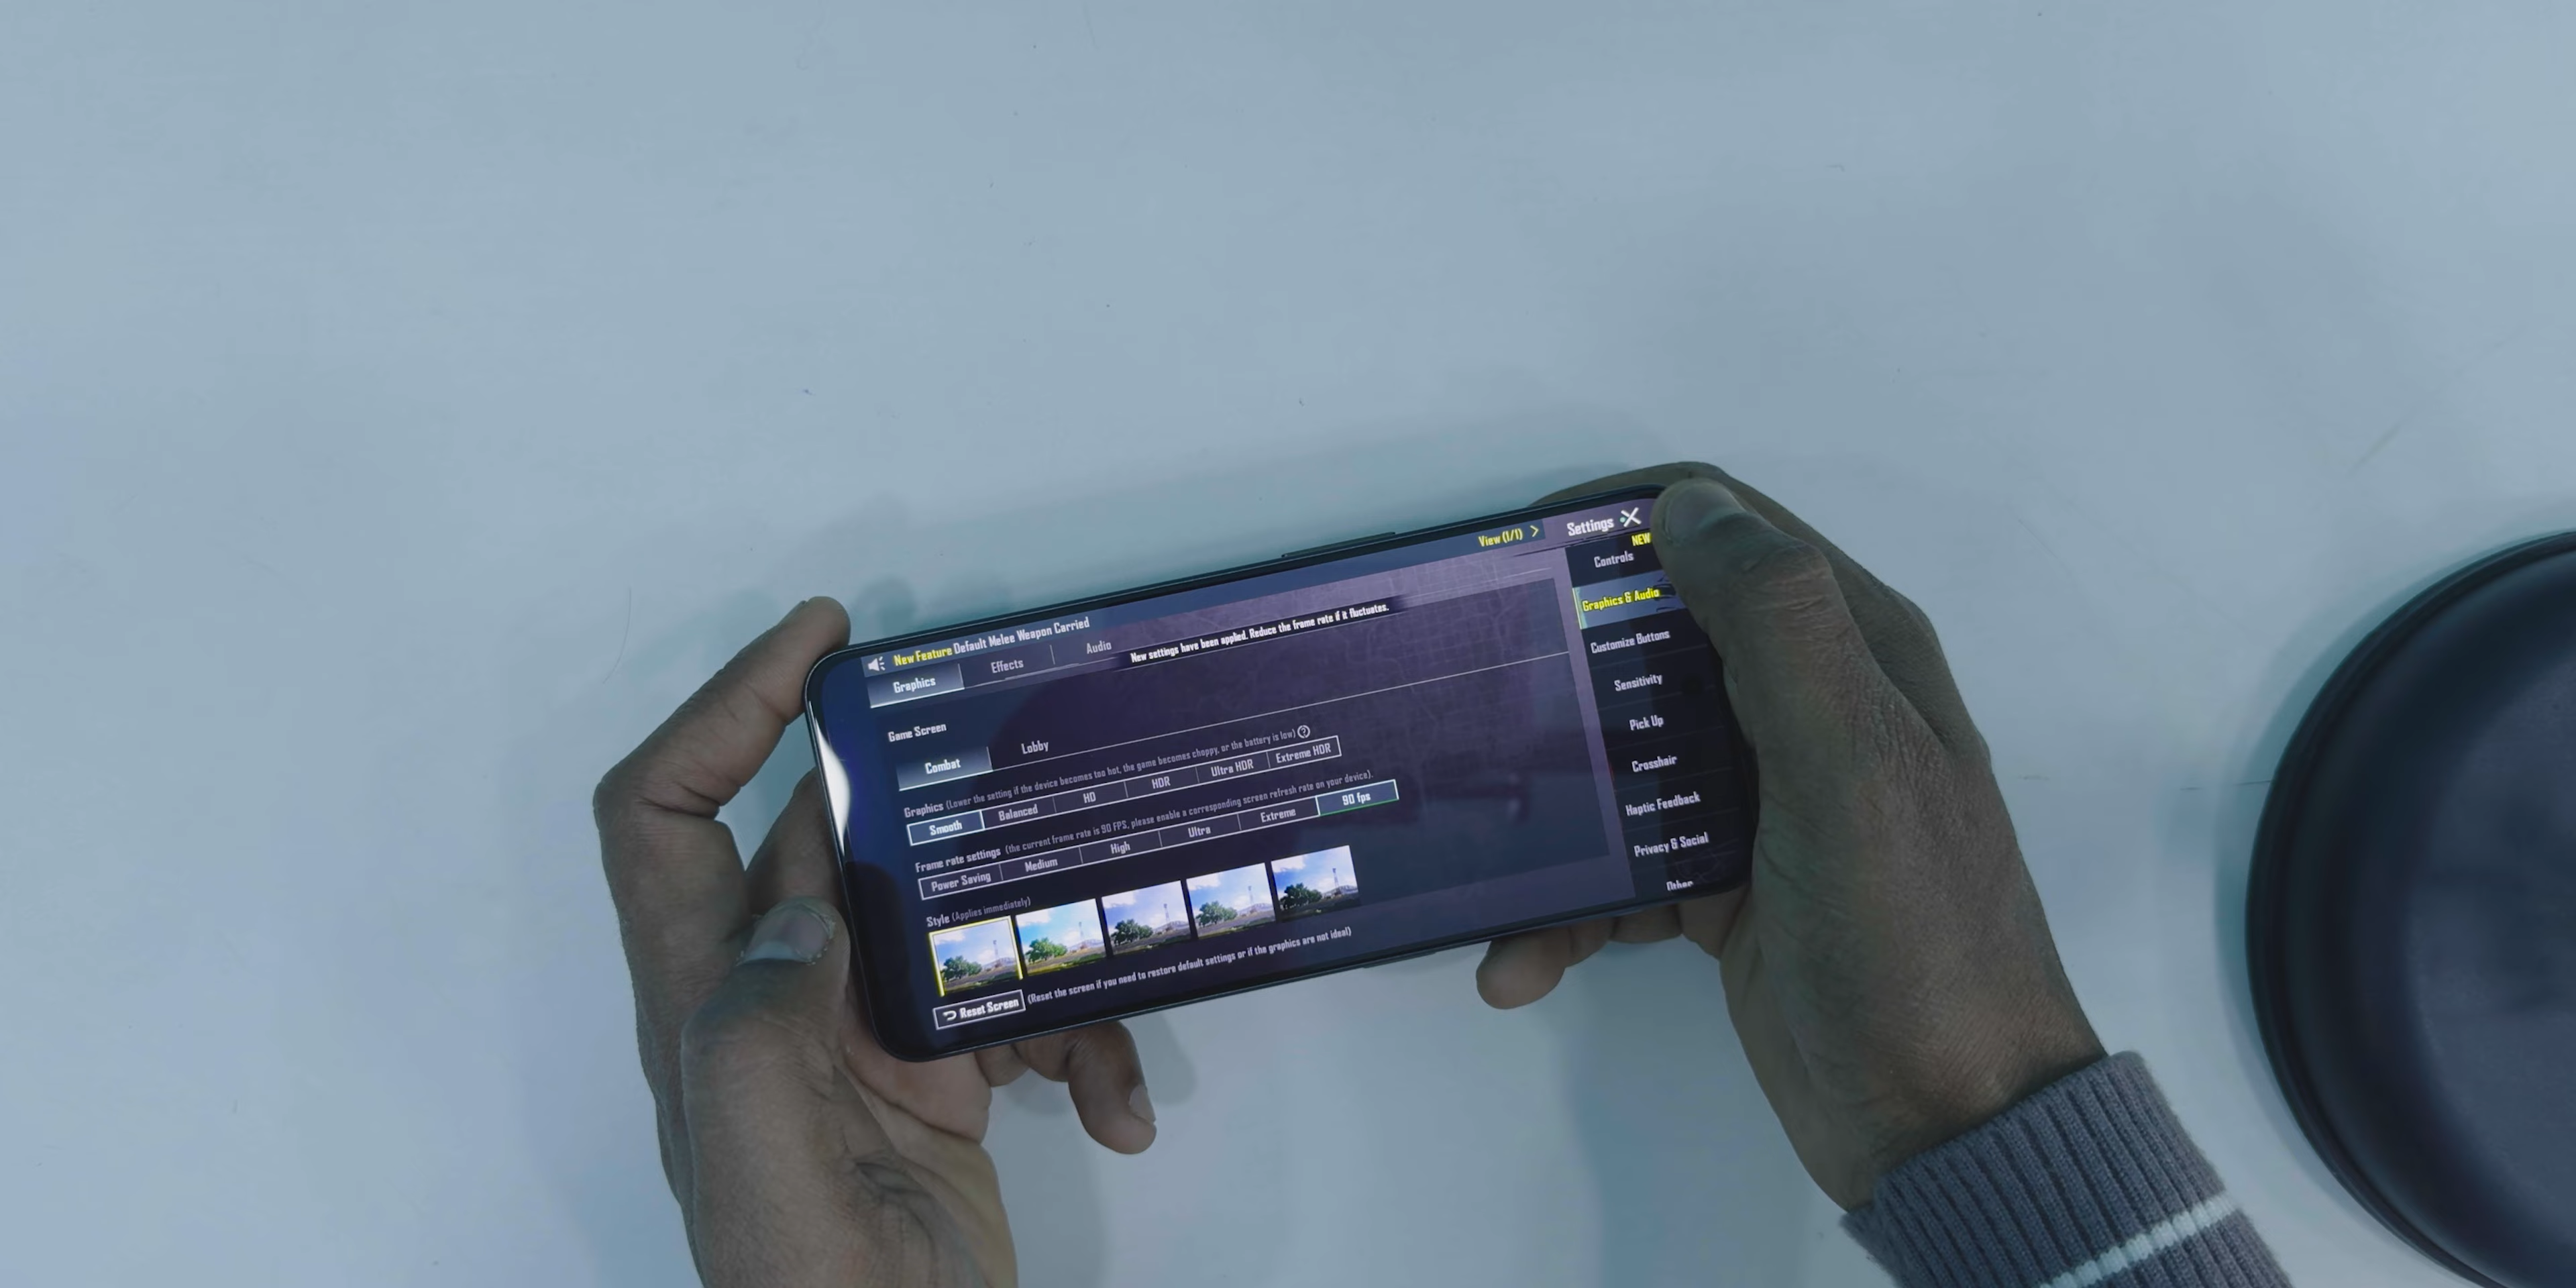 New Feature Default Melee Weapon Carried
View (1/1) >
Settings
Graphics
Effects
Audio
New settings have been applied. Reduce the frame rate if it fluctuates.
Game Screen
Combat
Lobby
Graphics (Lower the setting if the device becomes too hot, the game becomes choppy, or the battery is low) ?
Smooth
Balanced
HD
HDR
Ultra HDR
Extreme HDR
Frame rate settings (the current frame rate is 90 FPS, please enable a corresponding screen refresh rate on your device).
Power Saving
Medium
High
Ultra
Extreme
90 fps
Style (Applies immediately)
Reset Screen (Reset the screen if you need to restore default settings or if the graphics are not ideal)
NEW
Controls
Graphics & Audio
Customize Buttons
Sensitivity
Pick Up
Crosshair
Haptic Feedback
Privacy & Social
Other